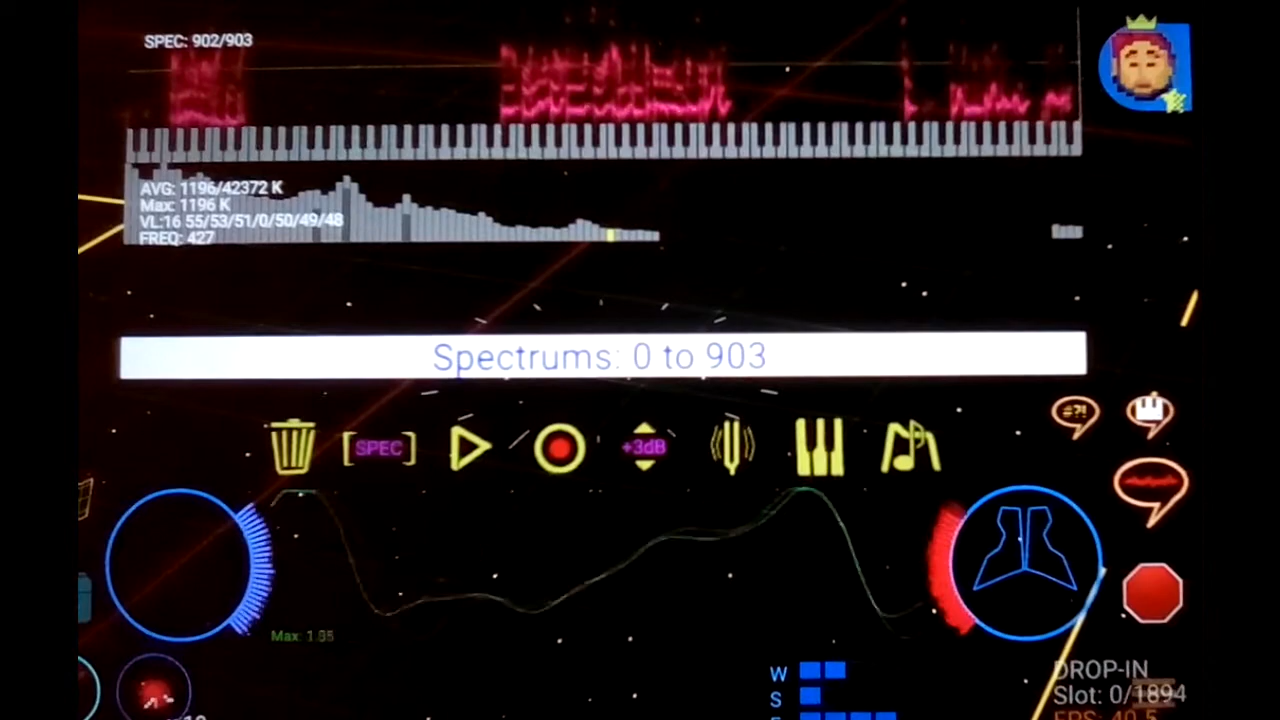 SPEC: 902/903
AVG: 1196/42372 K
Max: 1196 K
VL:16 55/53/51/0/50/49/48
FREQ: 427
Spectrums: 0 to 903
#?!
[SPEC]
+3dB
Max: 1.85
W
S
DROP-IN
Slot: 0/1894